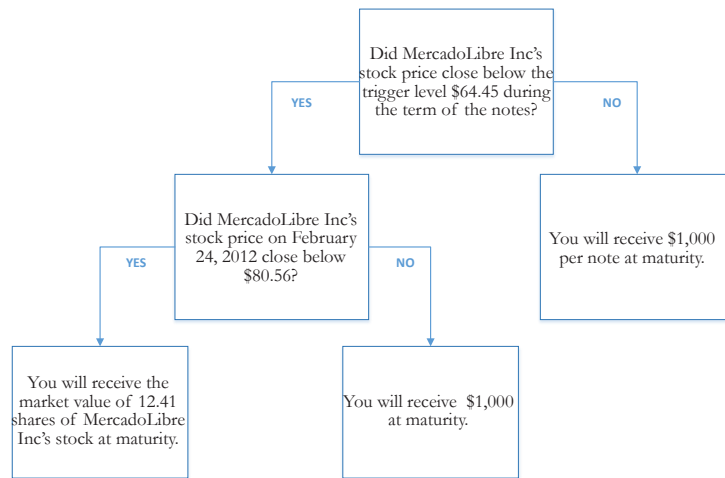 Did MercadoLibre Inc’s
stock price close below the
trigger level $64.45 during
the term of the notes?
YES
NO
Did MercadoLibre Inc’s
stock price on February
24, 2012 close below
$80.56?
You will receive $1,000
per note at maturity.
YES
NO
You will receive the
market value of 12.41
shares of MercadoLibre
Inc’s stock at maturity.
You will receive $1,000
at maturity.